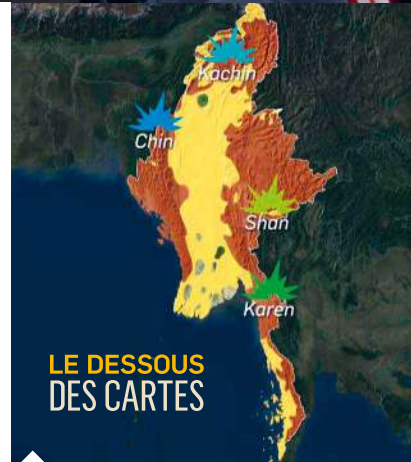 Kachin
Chin
Shan
Karen
LE DESSOUS
DES CARTES